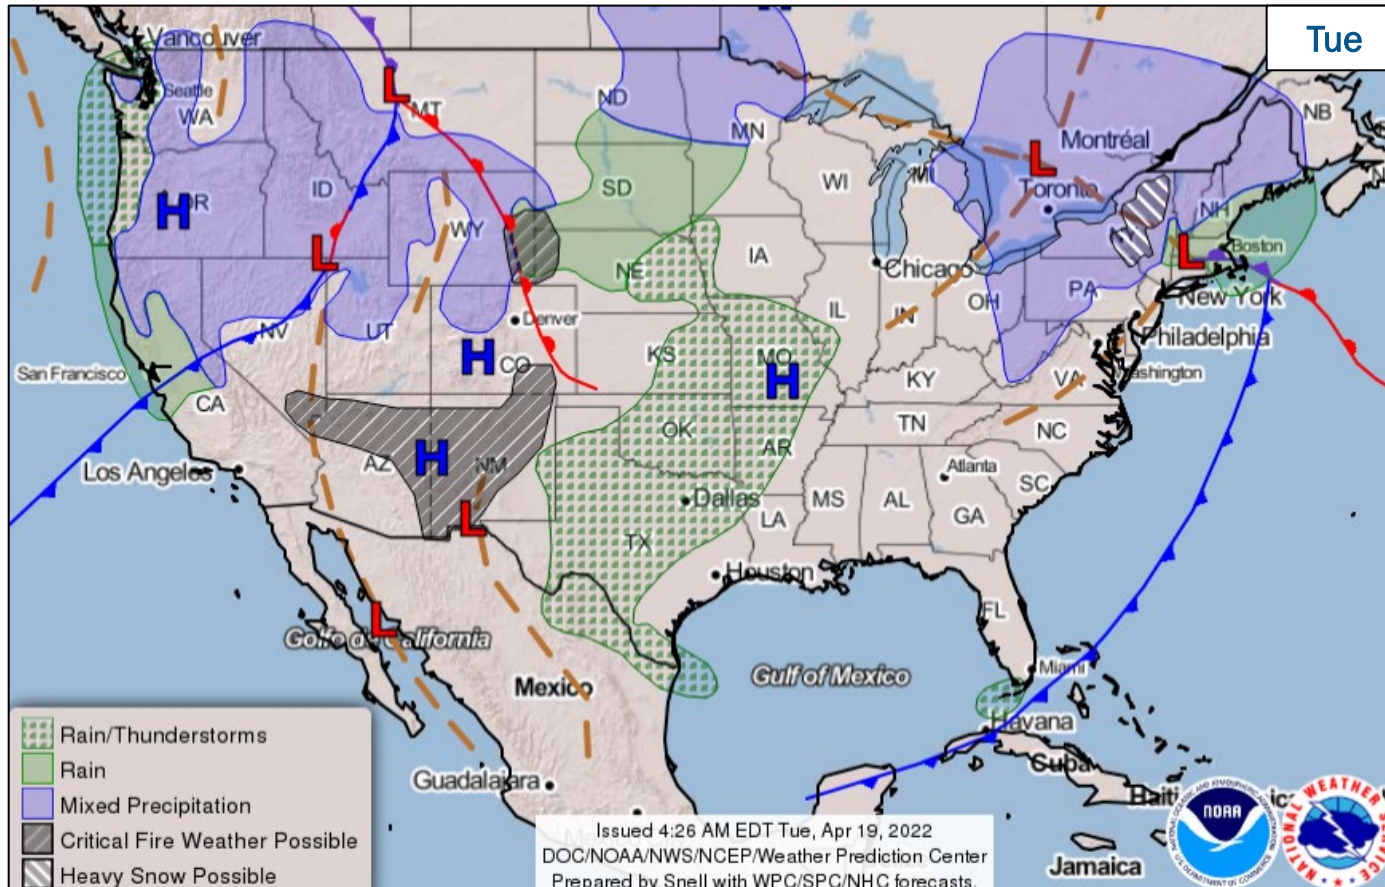 Tue
Vancouver
Seattle
WA
MT
ND
MN
Montréal
NB
H
OR
ID
L
SD
WI
MI
L
Toronto
NH
WY
L
NE
IA
Chicago
NY
L
Boston
New York
NV
UT
Denver
IL
IN
OH
PA
Philadelphia
San Francisco
H
CO
KS
MO
H
KY
VA
Washington
CA
OK
AR
TN
NC
Los Angeles
AZ
H
NM
Dallas
Atlanta
SC
L
TX
LA
MS
AL
GA
Houston
FL
L
Golfo de California
Mexico
Gulf of Mexico
Miami
Havana
Cuba
Guadalajara
Jamaica
Rain/Thunderstorms
Rain
Mixed Precipitation
Critical Fire Weather Possible
Heavy Snow Possible
Issued 4:26 AM EDT Tue, Apr 19, 2022
DOC/NOAA/NWS/NCEP/Weather Prediction Center
Prepared by Snell with WPC/SPC/NHC forecasts.
NOAA
NATIONAL WEATHER SERVICE